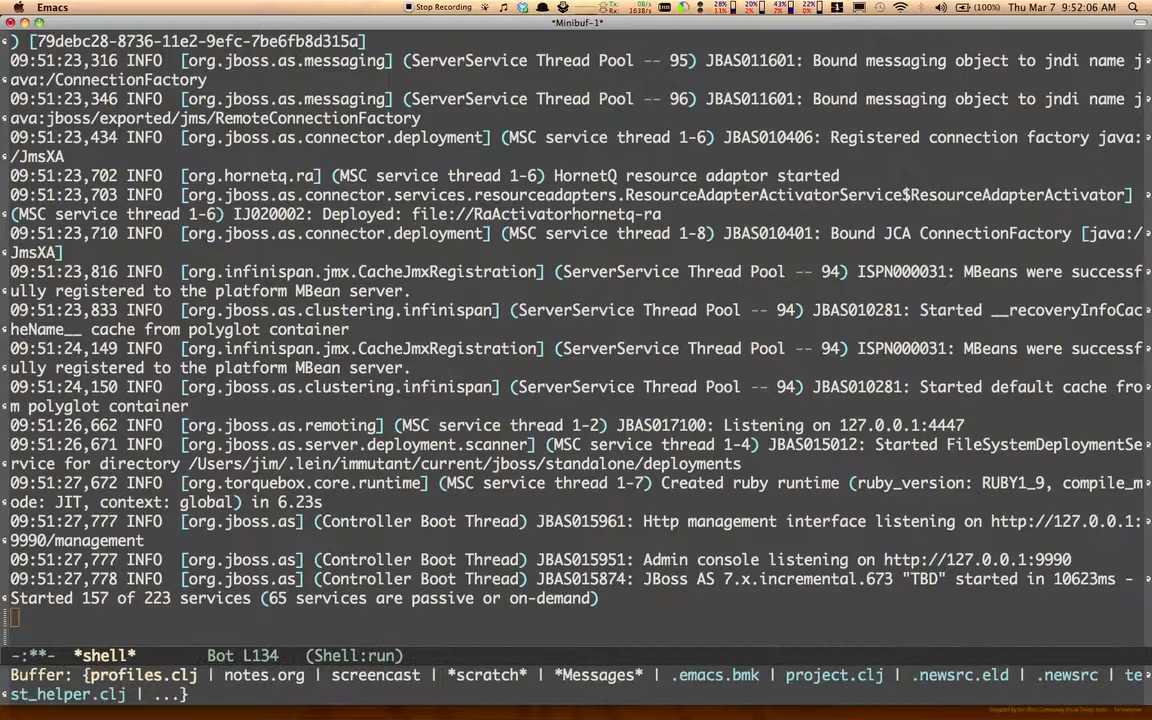 Emacs Stop Recording Tx: 0B/s Rx: 163B/s 28% 11% 20% 20% 43% 77% 22% 0% 1 (100%) Thu Mar 7 9:52:06 AM
*Minibuf-1*
) [79debc28-8736-11e2-9efc-7be6fb8d315a]
09:51:23,316 INFO  [org.jboss.as.messaging] (ServerService Thread Pool -- 95) JBAS011601: Bound messaging object to jndi name j
ava:/ConnectionFactory
09:51:23,346 INFO  [org.jboss.as.messaging] (ServerService Thread Pool -- 96) JBAS011601: Bound messaging object to jndi name j
ava:jboss/exported/jms/RemoteConnectionFactory
09:51:23,434 INFO  [org.jboss.as.connector.deployment] (MSC service thread 1-6) JBAS010406: Registered connection factory java:
/JmsXA
09:51:23,702 INFO  [org.hornetq.ra] (MSC service thread 1-6) HornetQ resource adaptor started
09:51:23,703 INFO  [org.jboss.as.connector.services.resourceadapters.ResourceAdapterActivatorService$ResourceAdapterActivator]
(MSC service thread 1-6) IJ020002: Deployed: file://RaActivatorhornetq-ra
09:51:23,710 INFO  [org.jboss.as.connector.deployment] (MSC service thread 1-8) JBAS010401: Bound JCA ConnectionFactory [java:/
JmsXA]
09:51:23,816 INFO  [org.infinispan.jmx.CacheJmxRegistration] (ServerService Thread Pool -- 94) ISPN000031: MBeans were successf
ully registered to the platform MBean server.
09:51:23,833 INFO  [org.jboss.as.clustering.infinispan] (ServerService Thread Pool -- 94) JBAS010281: Started __recoveryInfoCac
heName__ cache from polyglot container
09:51:24,149 INFO  [org.infinispan.jmx.CacheJmxRegistration] (ServerService Thread Pool -- 94) ISPN000031: MBeans were successf
ully registered to the platform MBean server.
09:51:24,150 INFO  [org.jboss.as.clustering.infinispan] (ServerService Thread Pool -- 94) JBAS010281: Started default cache fro
m polyglot container
09:51:26,662 INFO  [org.jboss.as.remoting] (MSC service thread 1-2) JBAS017100: Listening on 127.0.0.1:4447
09:51:26,671 INFO  [org.jboss.as.server.deployment.scanner] (MSC service thread 1-4) JBAS015012: Started FileSystemDeploymentSe
rvice for directory /Users/jim/.lein/immutant/current/jboss/standalone/deployments
09:51:27,672 INFO  [org.torquebox.core.runtime] (MSC service thread 1-7) Created ruby runtime (ruby_version: RUBY1_9, compile_m
ode: JIT, context: global) in 6.23s
09:51:27,777 INFO  [org.jboss.as] (Controller Boot Thread) JBAS015961: Http management interface listening on http://127.0.0.1:
9990/management
09:51:27,777 INFO  [org.jboss.as] (Controller Boot Thread) JBAS015951: Admin console listening on http://127.0.0.1:9990
09:51:27,778 INFO  [org.jboss.as] (Controller Boot Thread) JBAS015874: JBoss AS 7.x.incremental.673 "TBD" started in 10623ms -
Started 157 of 223 services (65 services are passive or on-demand)
-:**-  *shell*       Bot L134   (Shell:run)
Buffer: {profiles.clj | notes.org | screencast | *scratch* | *Messages* | .emacs.bmk | project.clj | .newsrc.eld | .newsrc | te
st_helper.clj | ...}